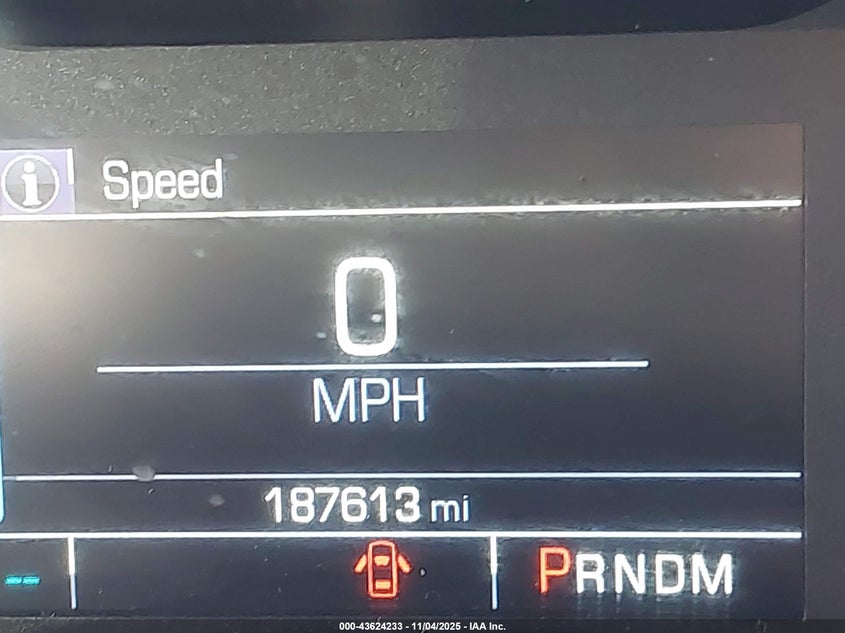 i Speed
0
MPH
187613 mi
PRNDM
000-43624233 - 11/04/2025 - IAA Inc.